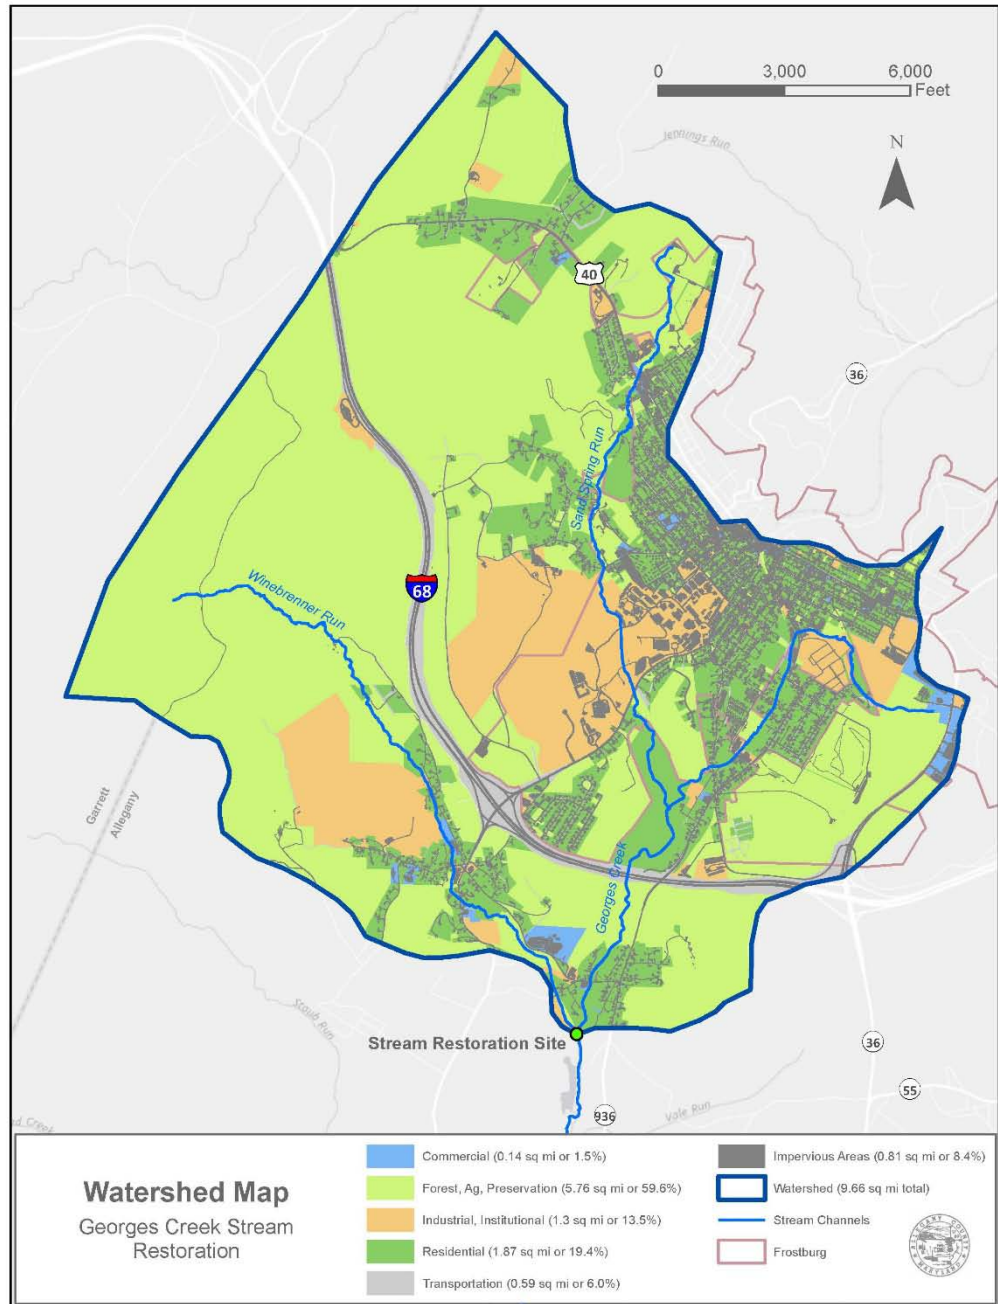 0 3,000 6,000
Feet
Jennings Run
N
40
36
Sand Spring Run
68
Winebrenner Run
Garrett
Allegany
Georges Creek
Staub Run
Stream Restoration Site
36
55
936
Vale Run
Creek
Watershed Map
Georges Creek Stream
Restoration
Commercial (0.14 sq mi or 1.5%)
Forest, Ag, Preservation (5.76 sq mi or 59.6%)
Industrial, Institutional (1.3 sq mi or 13.5%)
Residential (1.87 sq mi or 19.4%)
Transportation (0.59 sq mi or 6.0%)
Impervious Areas (0.81 sq mi or 8.4%)
Watershed (9.66 sq mi total)
Stream Channels
Frostburg
ALLEGANY COUNTY
MARYLAND